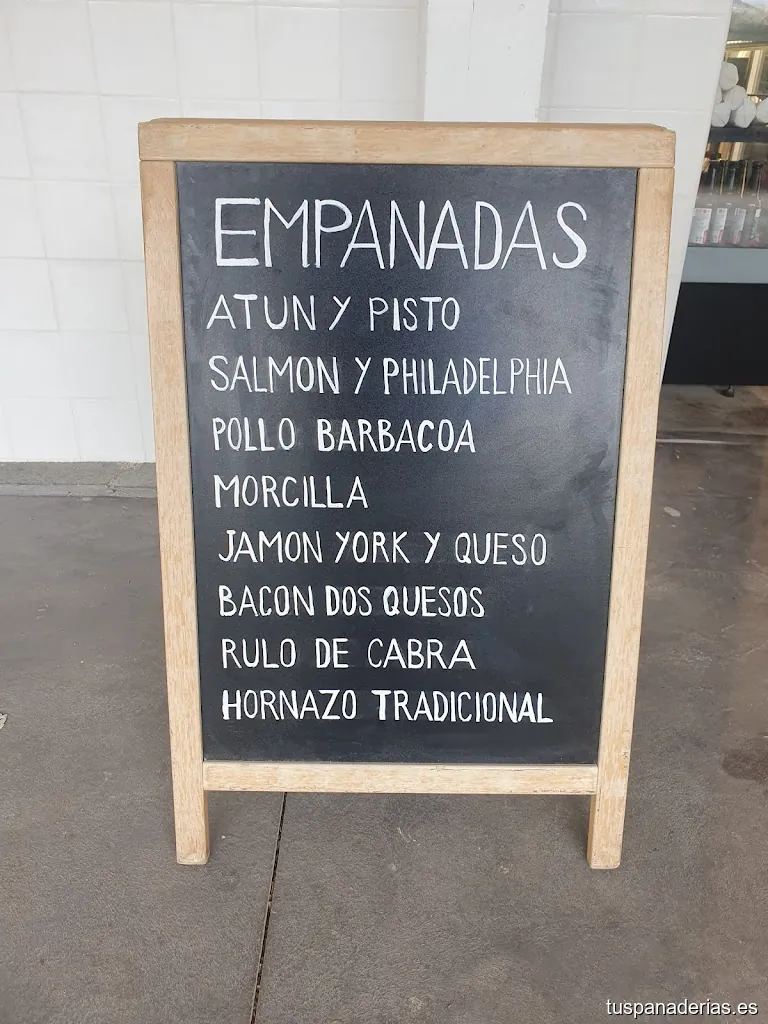 EMPANADAS
ATUN Y PISTO
SALMON Y PHILADELPHIA
POLLO BARBACOA
MORCILLA
JAMON YORK Y QUESO
BACON DOS QUESOS
RULO DE CABRA
HORNAZO TRADICIONAL
tuspanaderias.es